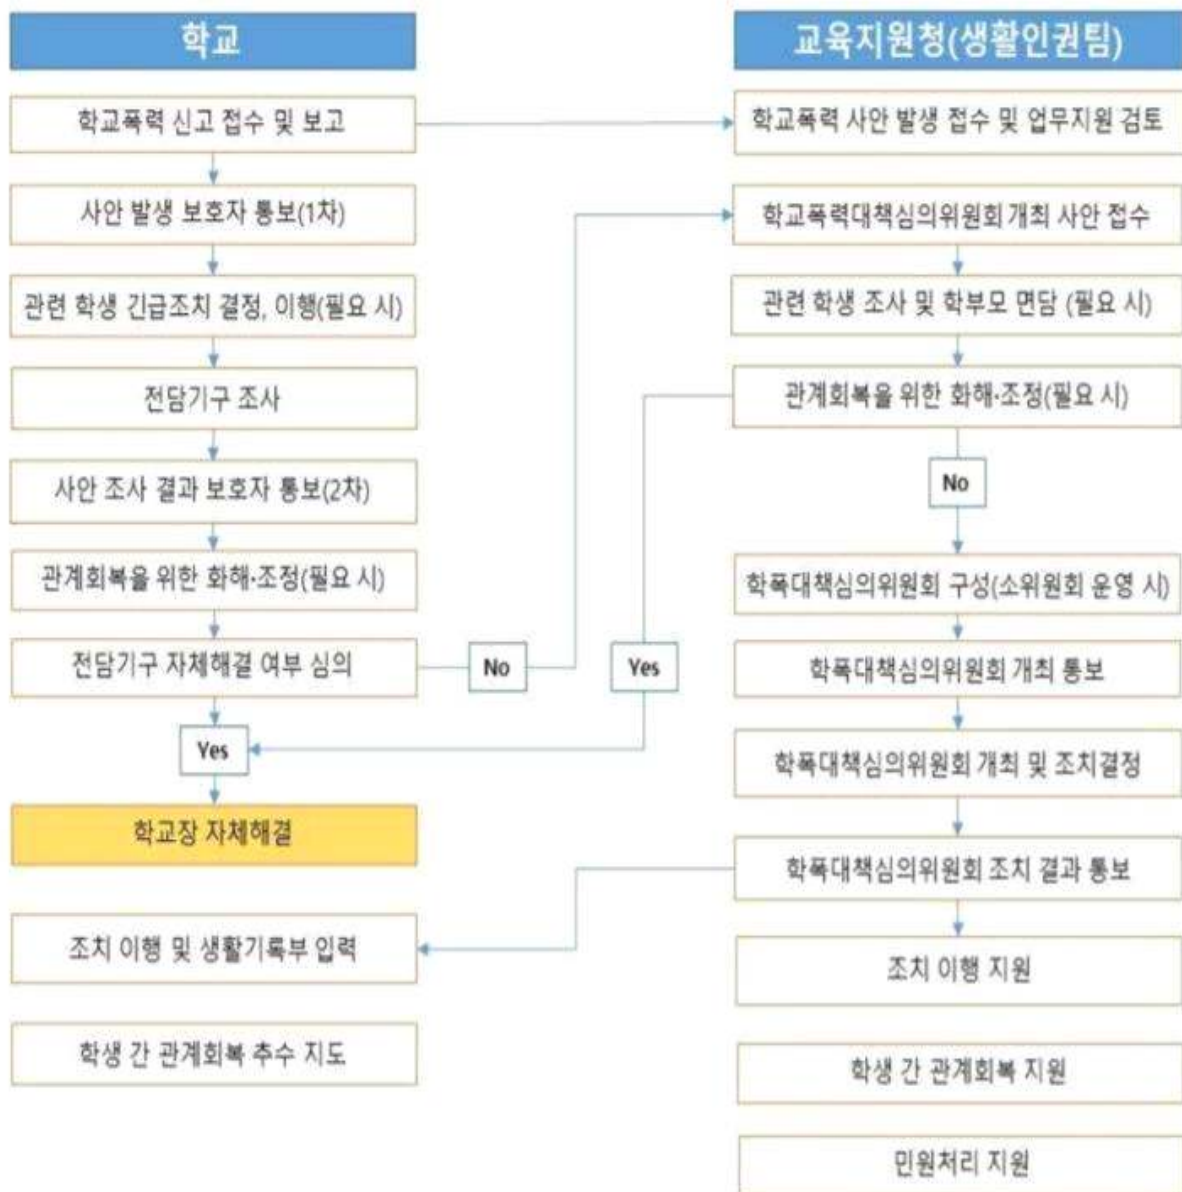 학교
학교폭력 신고 접수 및 보고
사안 발생 보호자 통보(1차)
관련 학생 긴급조치 결정, 이행(필요 시)
전담기구 조사
사안 조사 결과 보호자 통보(2차)
관계회복을 위한 화해·조정(필요 시)
전담기구 자체해결 여부 심의
No
Yes
Yes
학교장 자체해결
조치 이행 및 생활기록부 입력
학생 간 관계회복 추수 지도
교육지원청(생활인권팀)
학교폭력 사안 발생 접수 및 업무지원 검토
학교폭력대책심의위원회 개최 사안 접수
관련 학생 조사 및 학부모 면담 (필요 시)
관계회복을 위한 화해·조정(필요 시)
No
학폭대책심의위원회 구성(소위원회 운영 시)
학폭대책심의위원회 개최 통보
학폭대책심의위원회 개최 및 조치결정
학폭대책심의위원회 조치 결과 통보
조치 이행 지원
학생 간 관계회복 지원
민원처리 지원